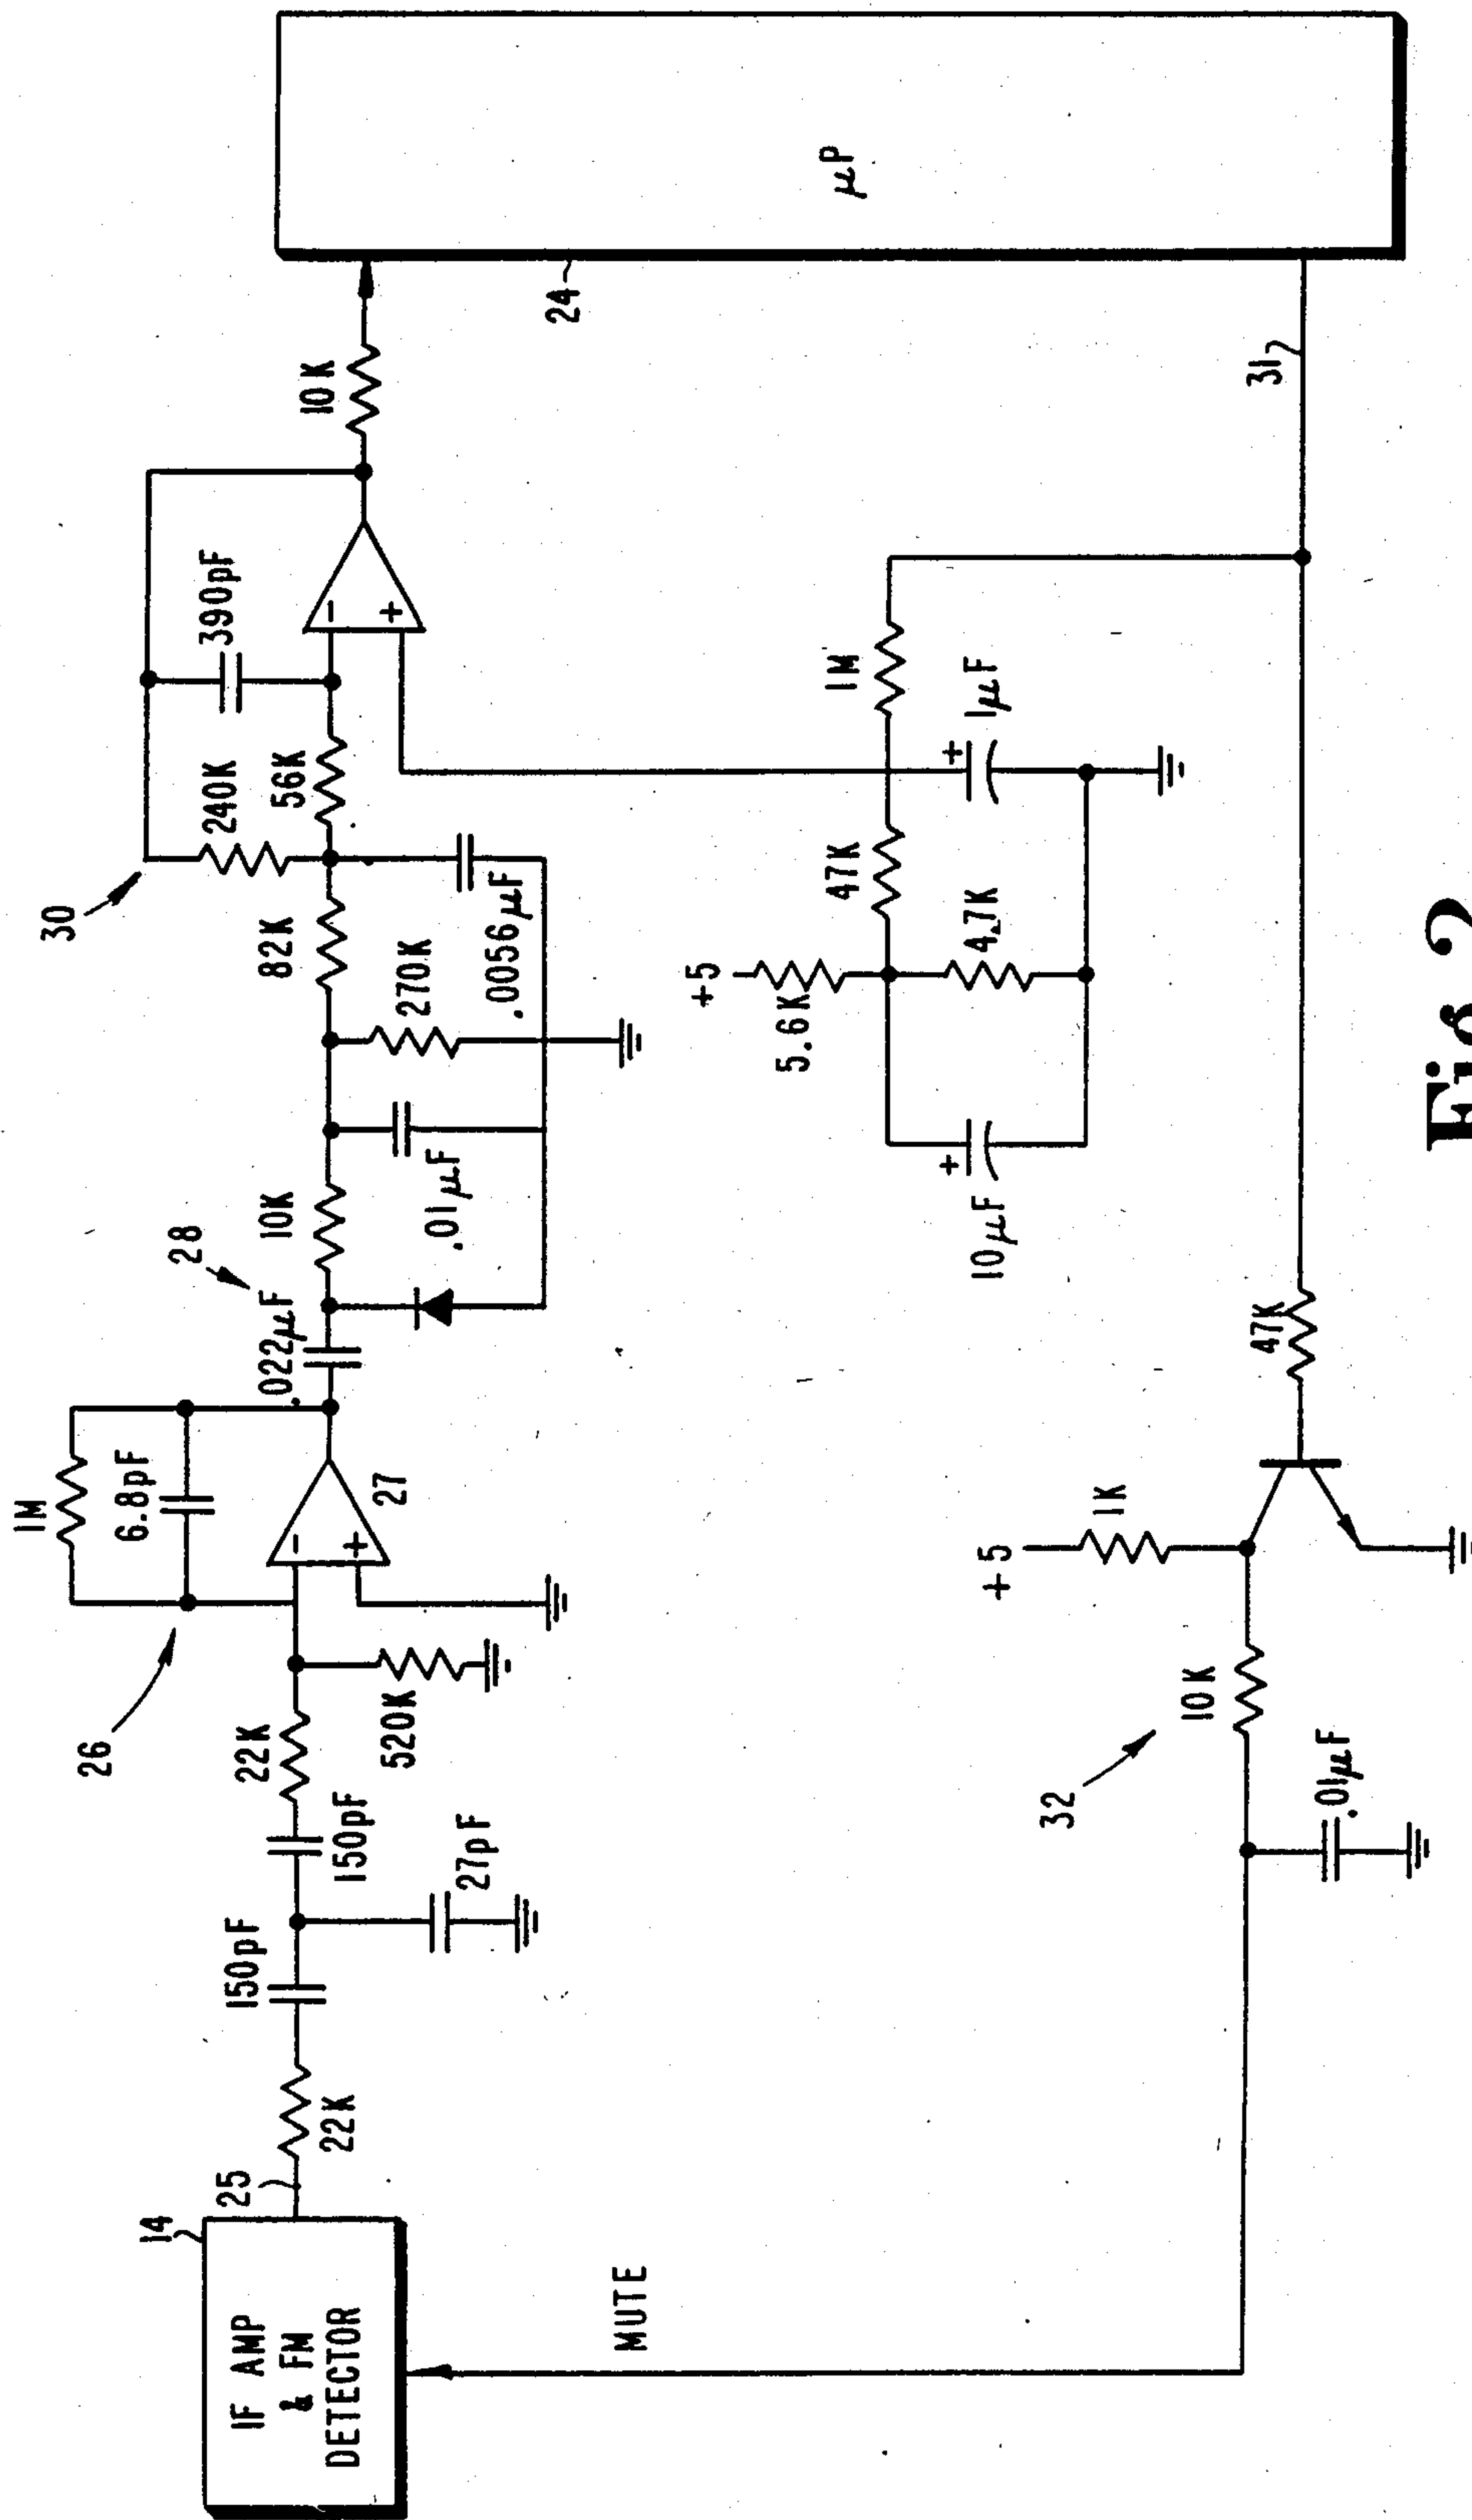 14
IF AMP
& FM
DETECTOR
25
22K
150pF
27pF
150pF
22K
520K
26
1M
6.8pF
-
+
27
.022µF
28
10K
.01µF
270K
82K
.0056µF
30
240K
56K
390pF
-
+
10K
24
µP
31
1M
1µF
+
47K
+5
5.6K
4.7K
10µF
+
47K
+5
1K
10K
32
.01µF
MUTE
Fig 2